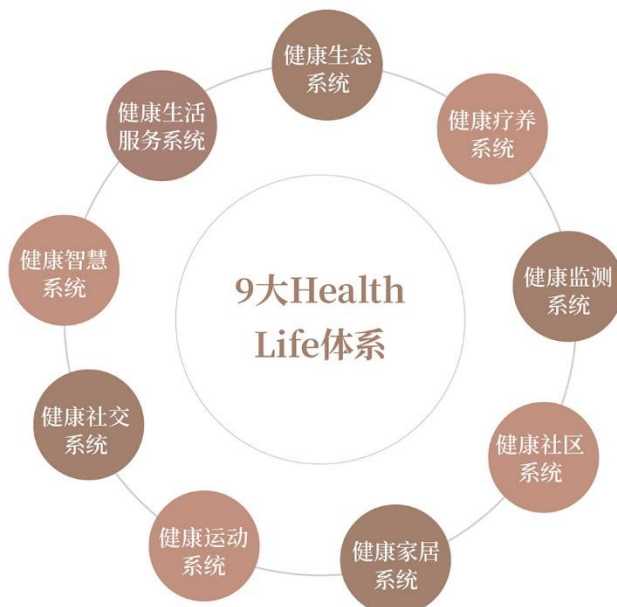 健康生态
系统
健康疗养
系统
健康监测
系统
健康社区
系统
健康家居
系统
健康运动
系统
健康社交
系统
健康智慧
系统
健康生活
服务系统
9大Health
Life体系